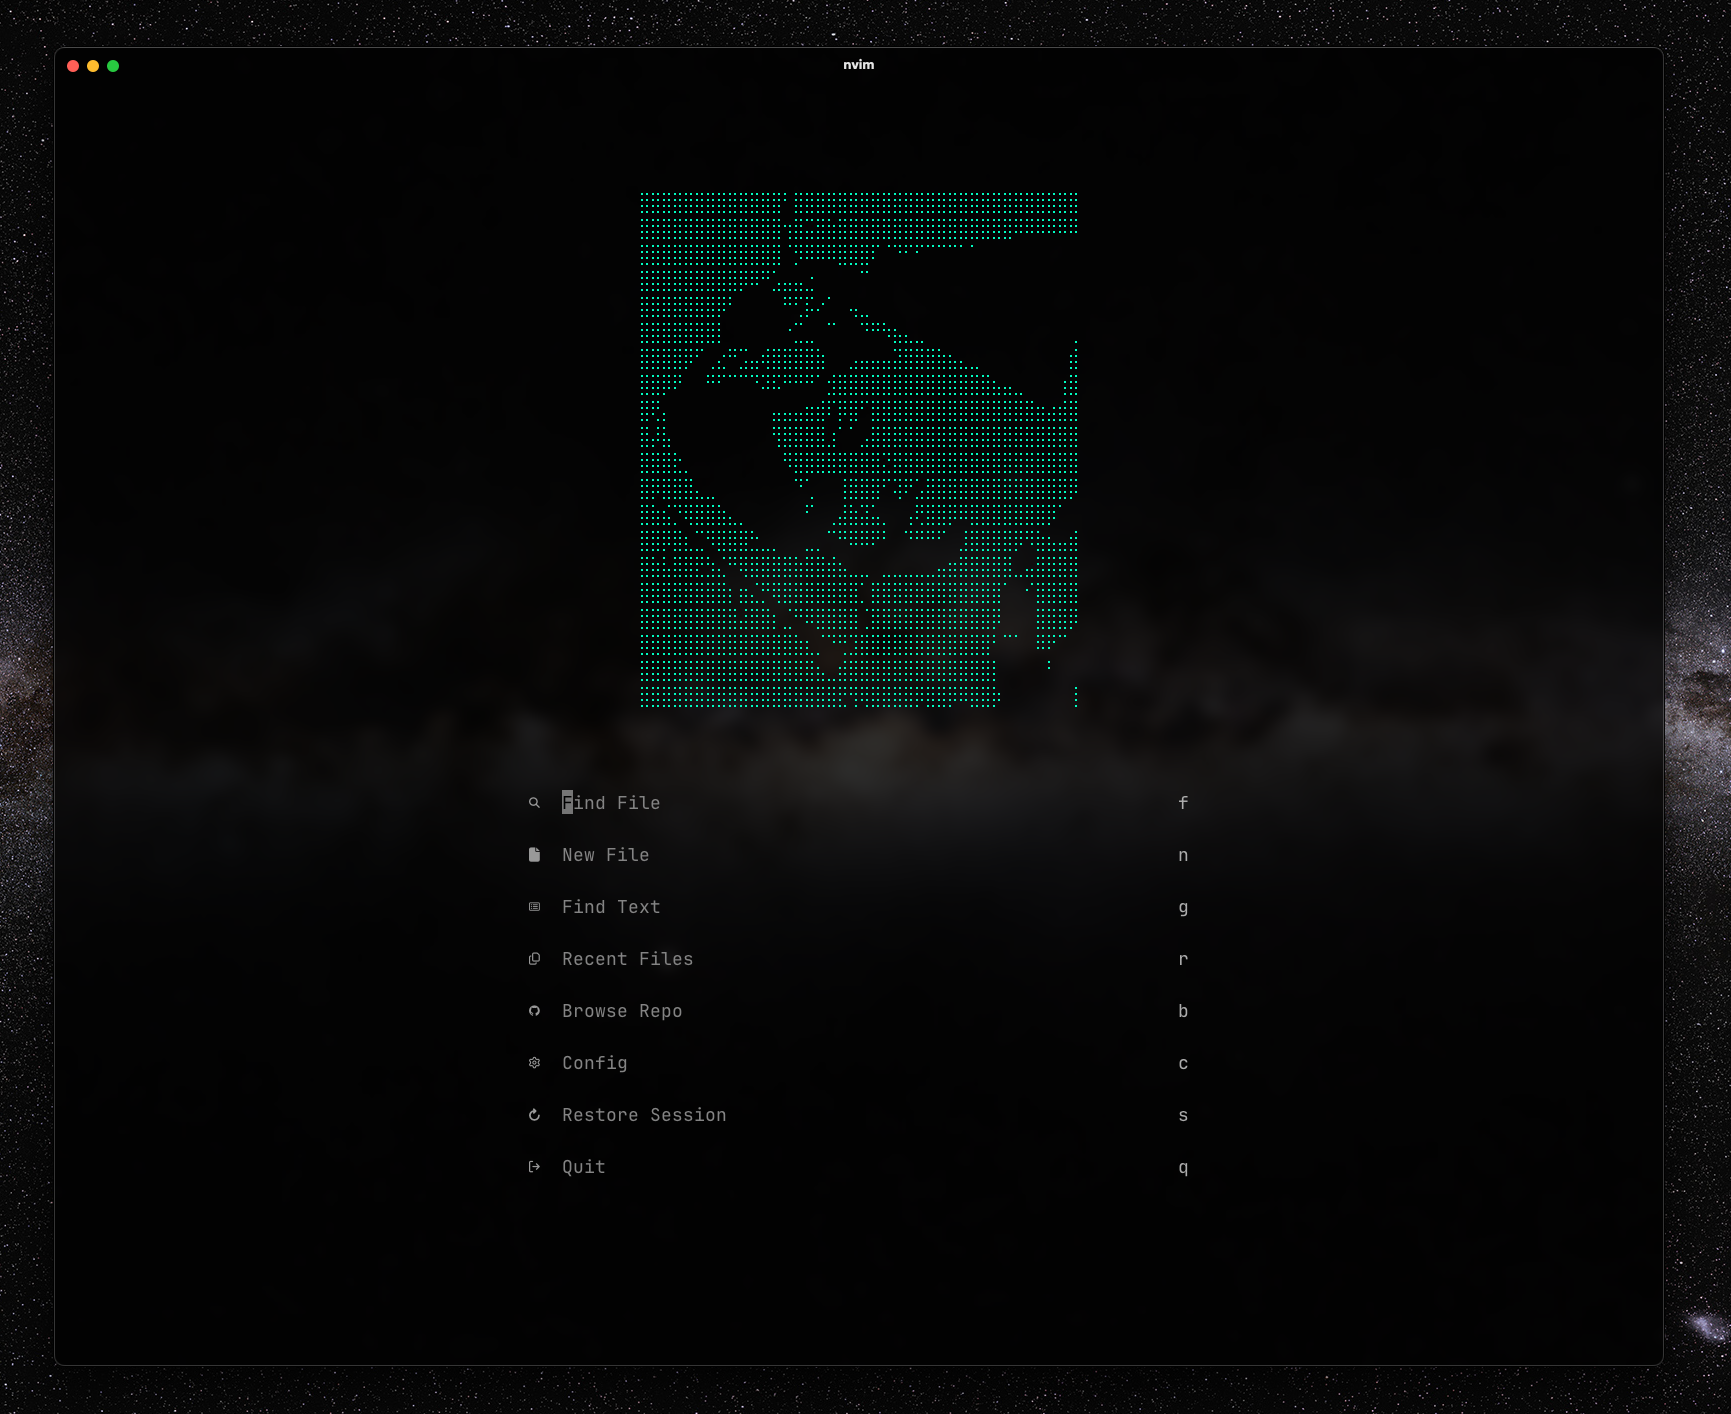 nvim
Find File f
New File n
Find Text g
Recent Files r
Browse Repo b
Config c
Restore Session s
Quit q